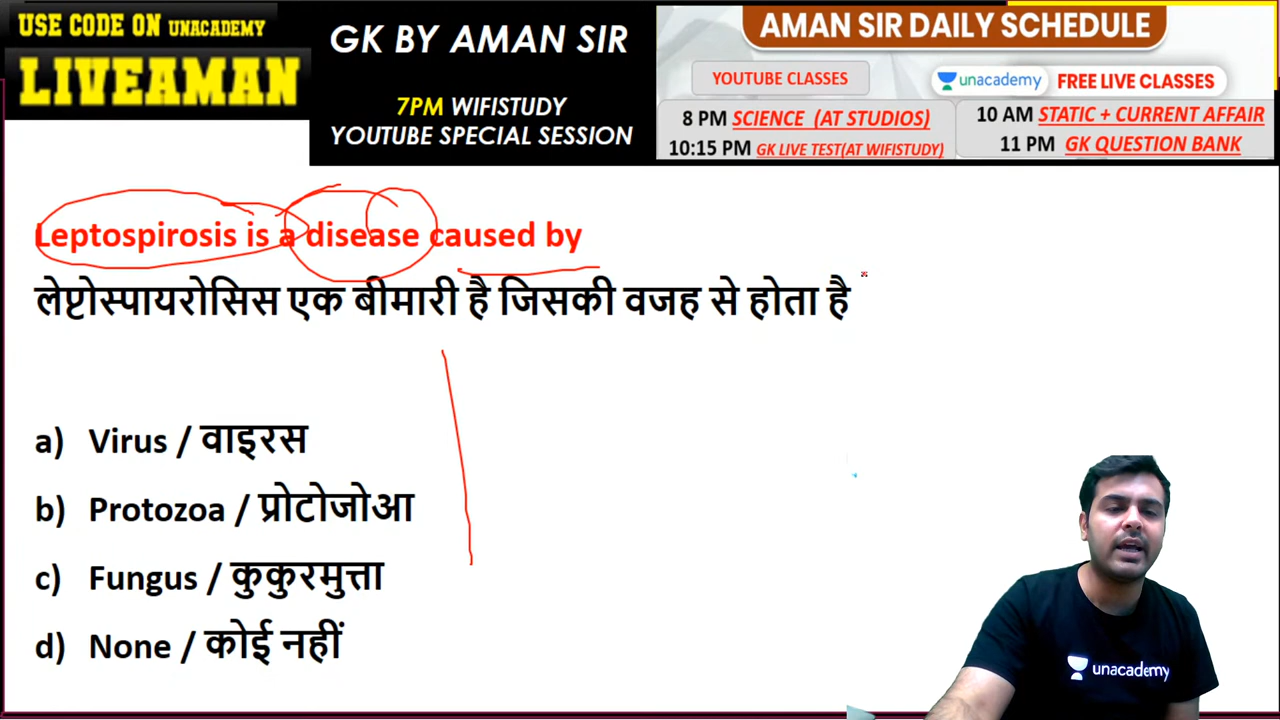 USE CODE ON UNACADEMY
LIVEAMAN
GK BY AMAN SIR
7PM WIFISTUDY
YOUTUBE SPECIAL SESSION
AMAN SIR DAILY SCHEDULE
YOUTUBE CLASSES
unacademy FREE LIVE CLASSES
8 PM SCIENCE (AT STUDIOS)
10:15 PM GK LIVE TEST(AT WIFISTUDY)
10 AM STATIC + CURRENT AFFAIR
11 PM GK QUESTION BANK
Leptospirosis is a disease caused by
लेप्टोस्पायरोसिस एक बीमारी है जिसकी वजह से होता है
a) Virus / वाइरस
b) Protozoa / प्रोटोजोआ
c) Fungus / कुकुरमुत्ता
d) None / कोई नहीं
unacademy